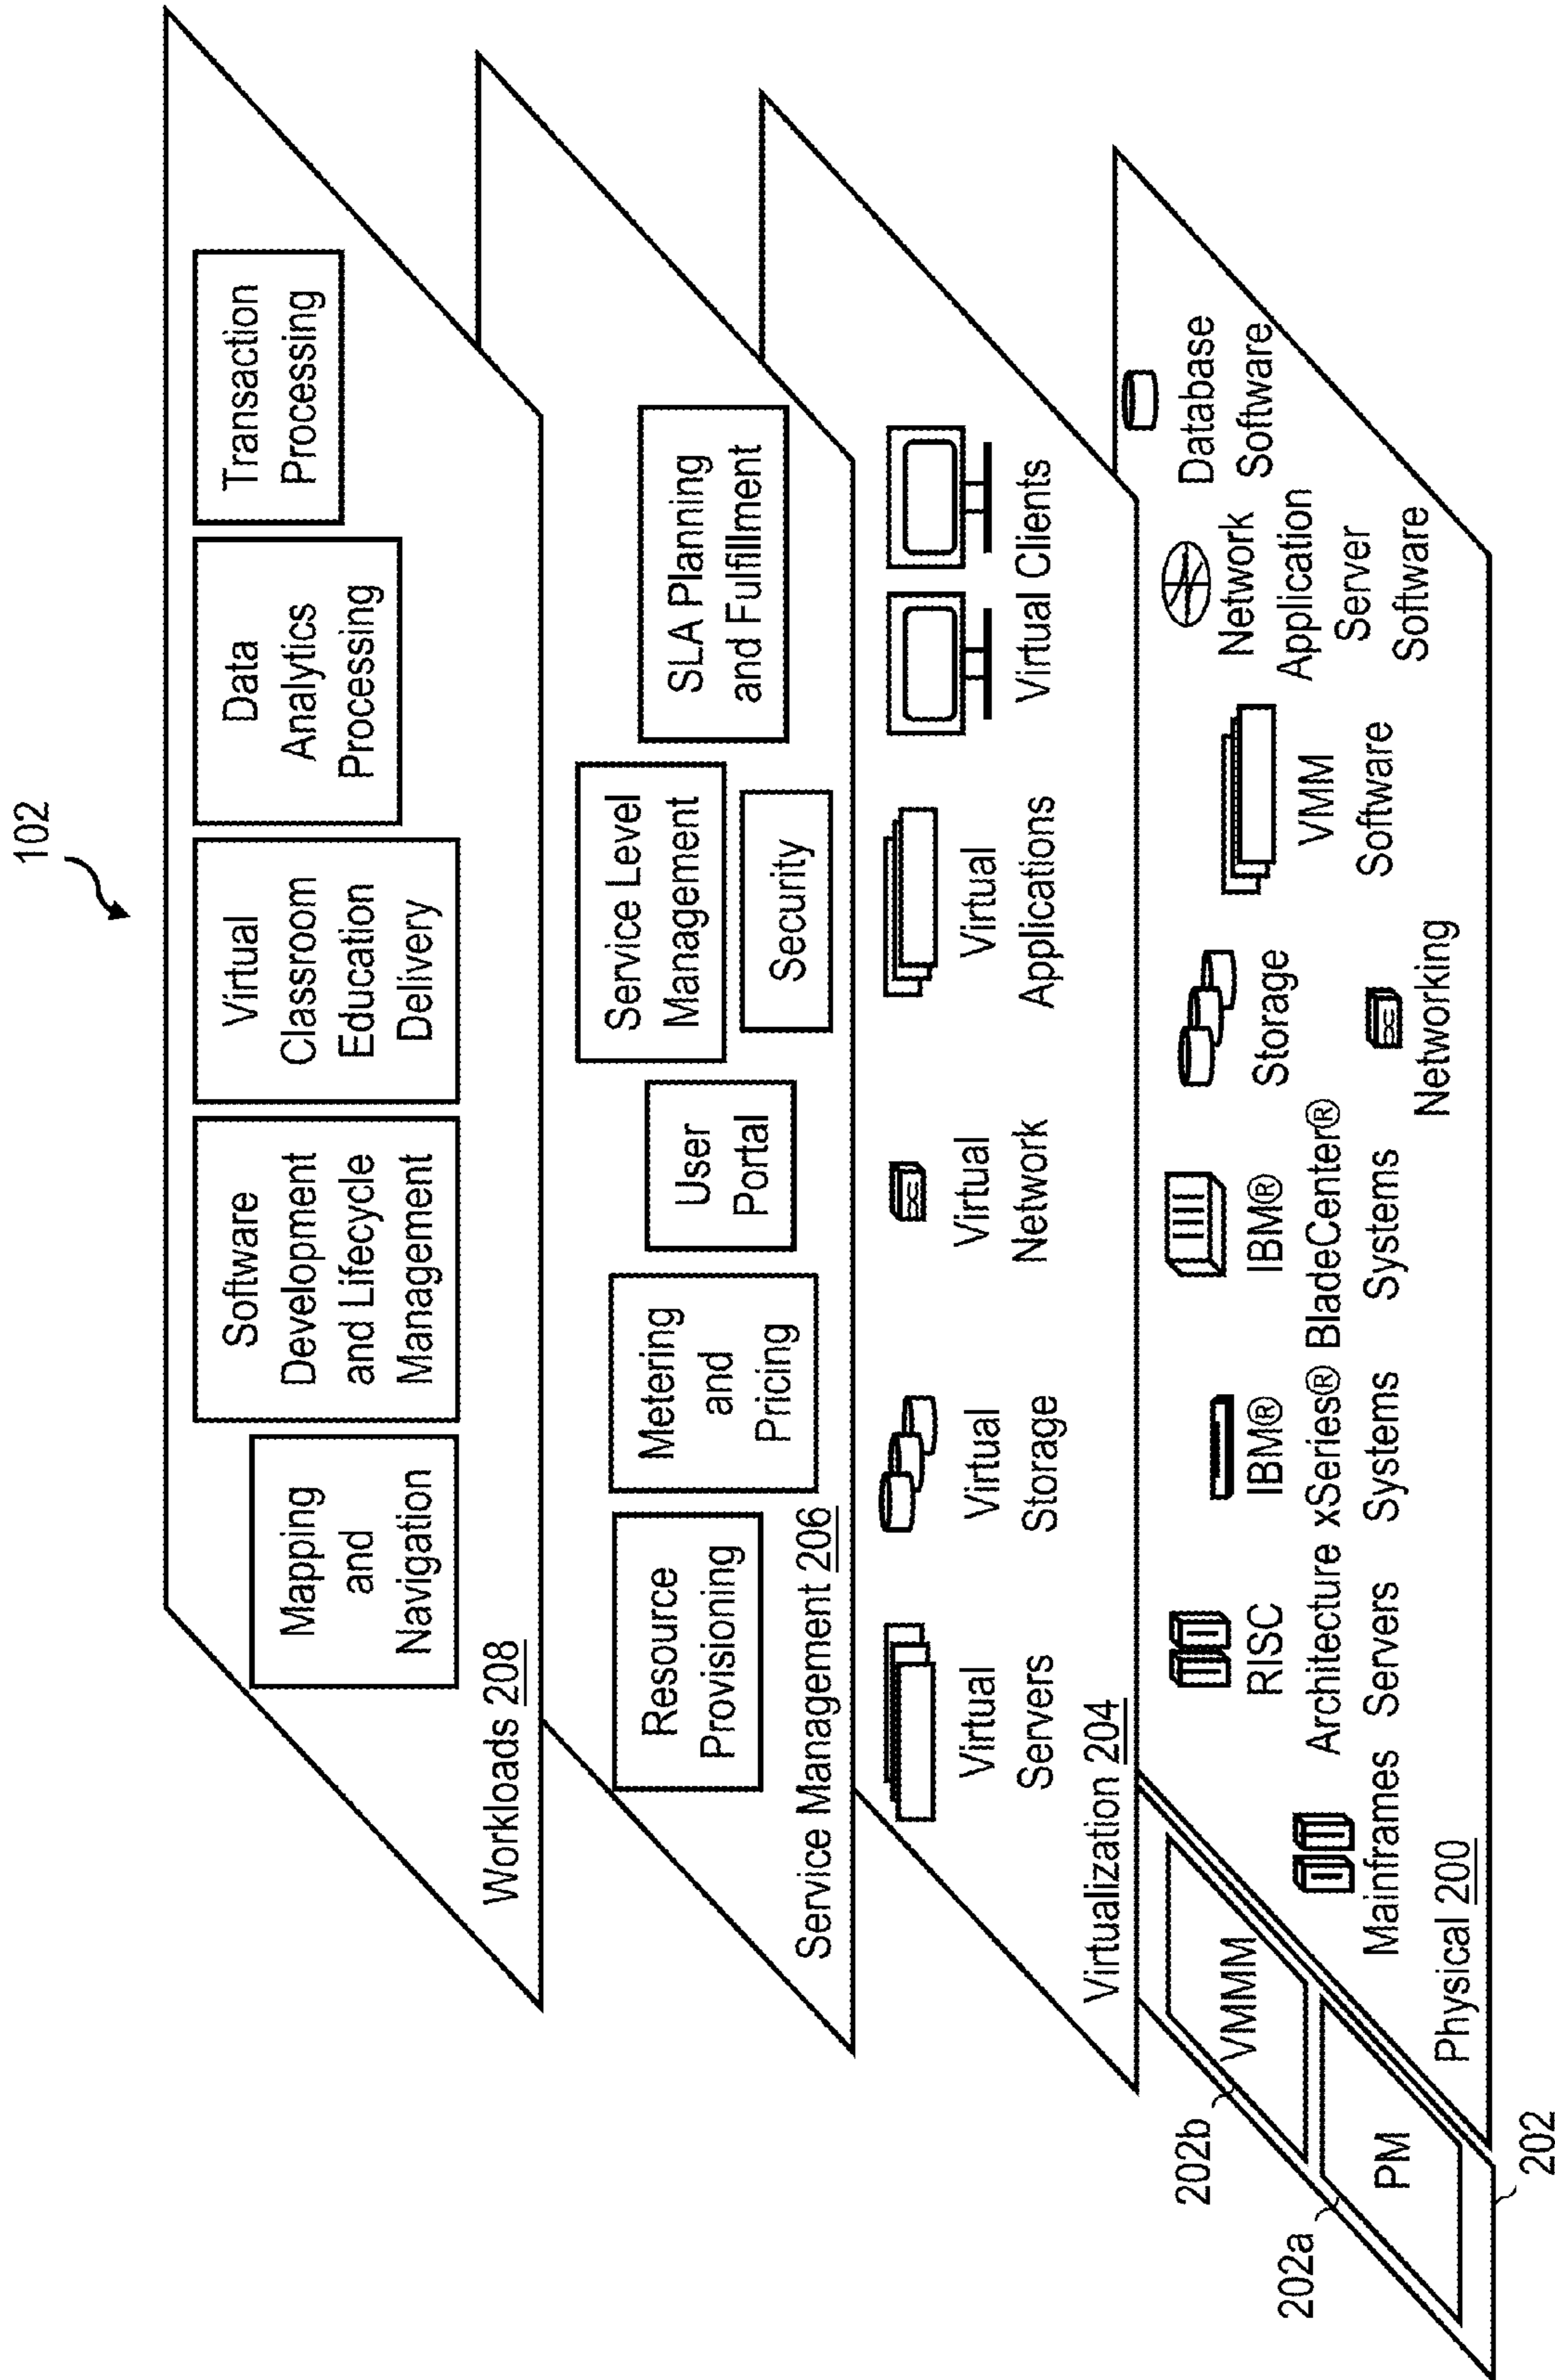 102
Mapping
and
Navigation
Software
Development
and Lifecycle
Management
Virtual
Classroom
Education
Delivery
Data
Analytics
Processing
Transaction
Processing
Workloads 208
Resource
Provisioning
Metering
and
Pricing
User
Portal
Service Level
Management
Security
SLA Planning
and Fulfillment
Service Management 206
Virtual
Servers
Virtual
Storage
Virtual
Network
Virtual
Applications
Virtual Clients
Virtualization 204
Mainframes
RISC
Architecture
Servers
IBM®
xSeries®
Systems
IBM®
BladeCenter®
Systems
Storage
Networking
VMM
Software
Network
Application
Server
Software
Database
Software
Physical 200
VMMM
202b
PM
202a
202